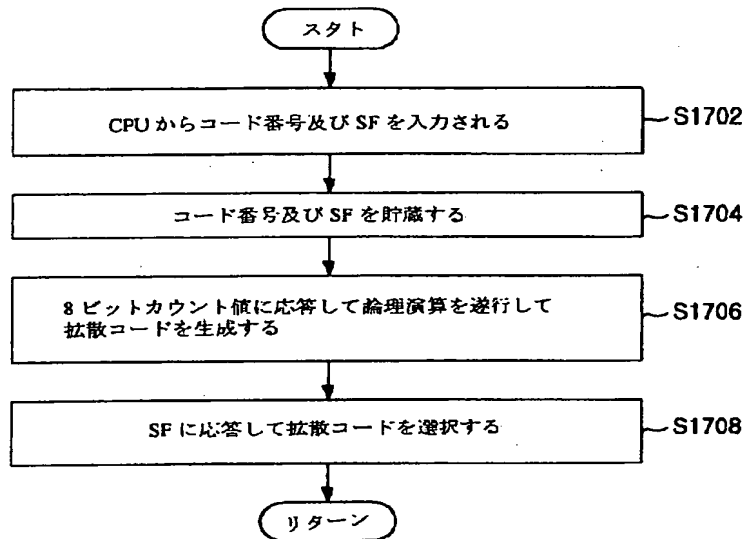 スタト
CPUからコード番号及びSFを入力される
S1702
コード番号及びSFを貯蔵する
S1704
8ビットカウント値に応答して論理演算を遂行して
拡散コードを生成する
S1706
SFに応答して拡散コードを選択する
S1708
リターン